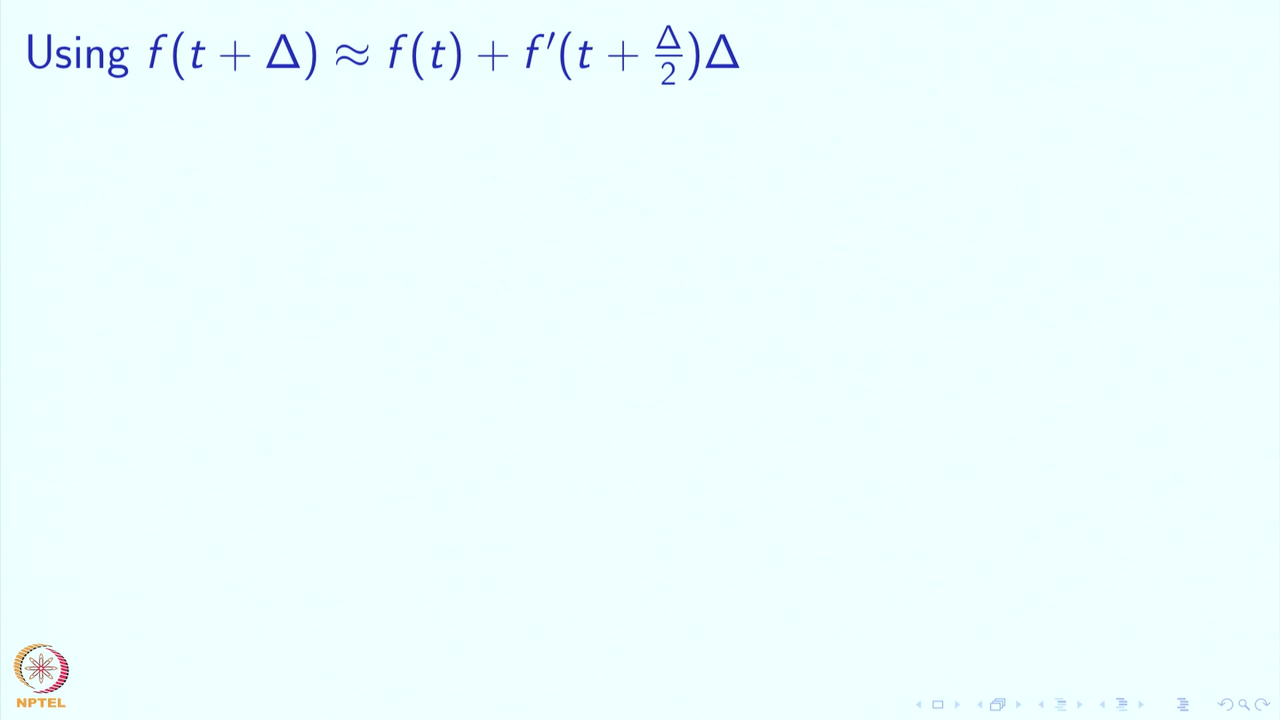 Using f(t + Δ) ≈ f(t) + f′(t + Δ/2)Δ
NPTEL